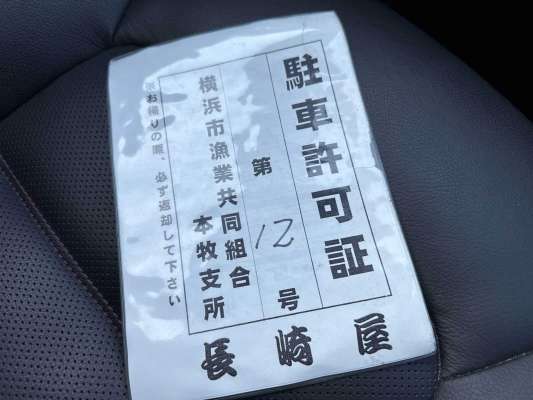 駐車許可証
第12号
横浜市漁業共同組合
本牧支所
※お帰りの際、必ず返却して下さい
長崎屋